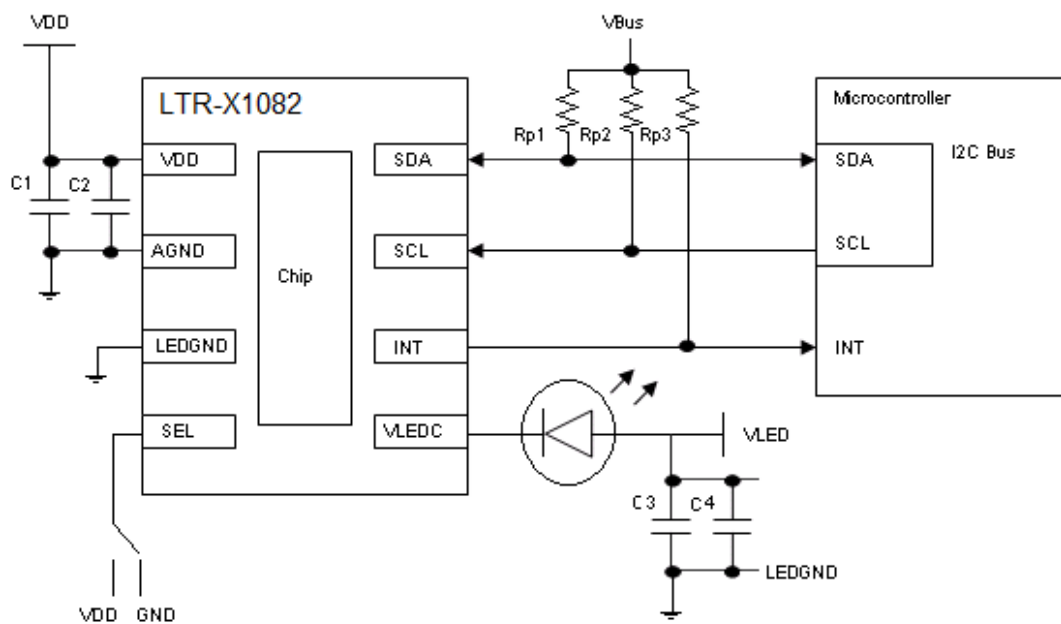 VDD
VBus
LTR-X1082
Microcontroller
I2C Bus
Rp1
Rp2
Rp3
VDD
SDA
SDA
C1
C2
AGND
SCL
SCL
Chip
LEDGND
INT
INT
SEL
VLEDC
VLED
C3
C4
LEDGND
VDD
GND